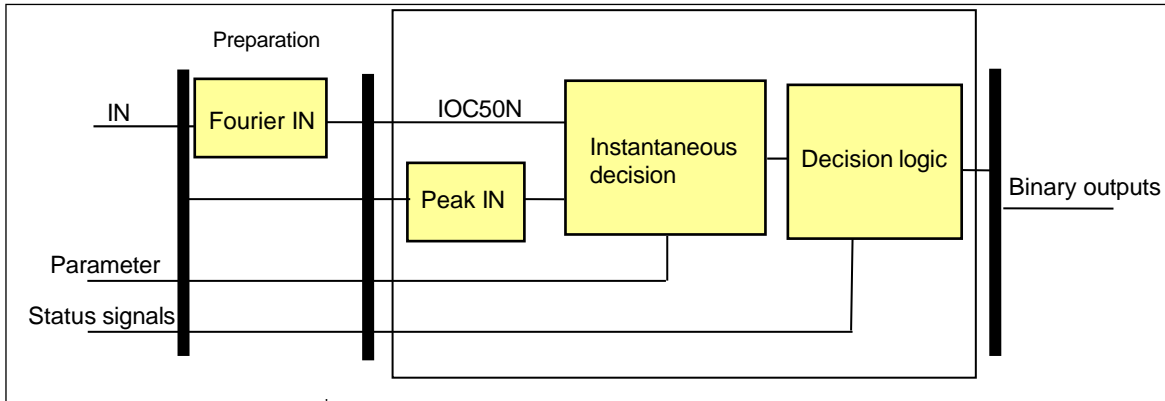 Preparation
IN
Fourier IN
IOC50N
Instantaneous
decision
Decision logic
Peak IN
Binary outputs
Parameter
Status signals